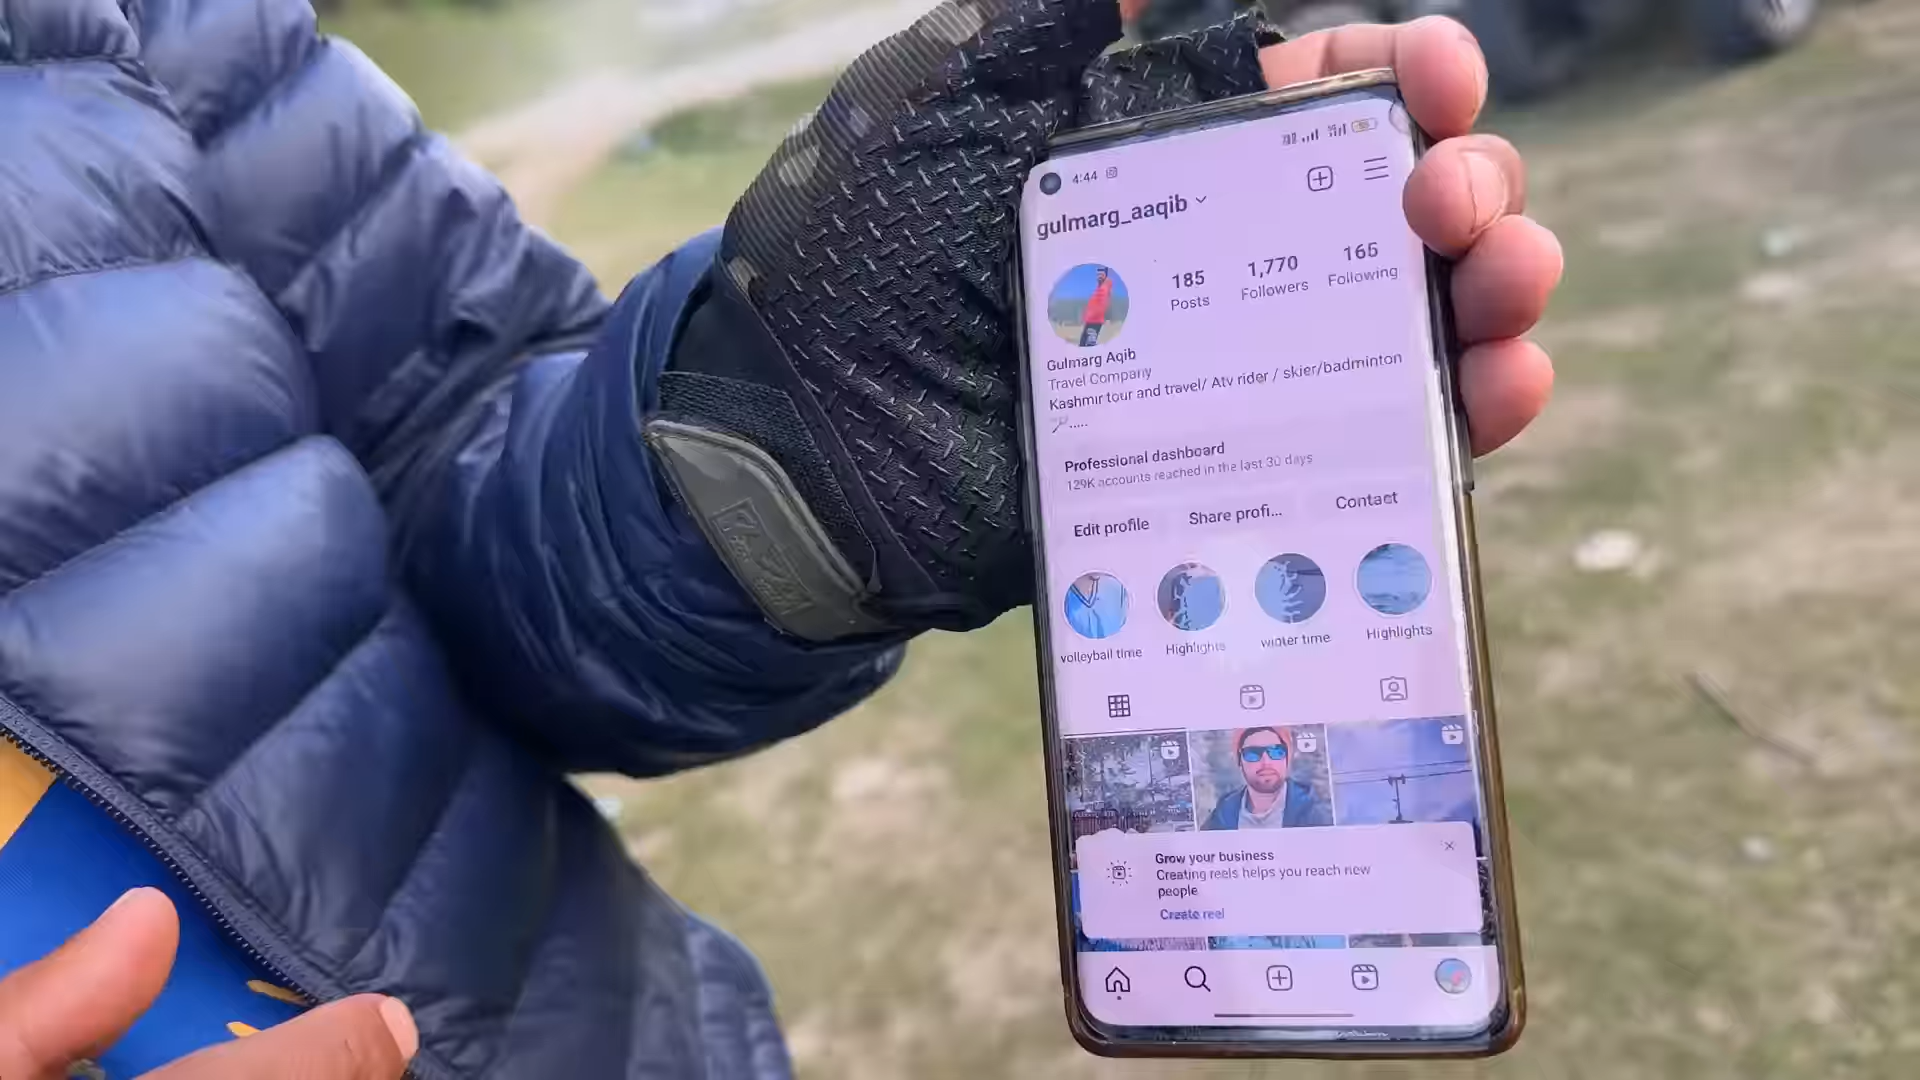 4:44
gulmarg_aaqib
185
Posts
1,770
Followers
165
Following
Gulmarg Aqib
Travel Company
Kashmir tour and travel/ Atv rider / skier/badminton
🏸.....
Professional dashboard
129K accounts reached in the last 30 days
Edit profile
Share profi...
Contact
volleyball time
Highlights
winter time
Highlights
Grow your business
Creating reels helps you reach new
people
Create reel